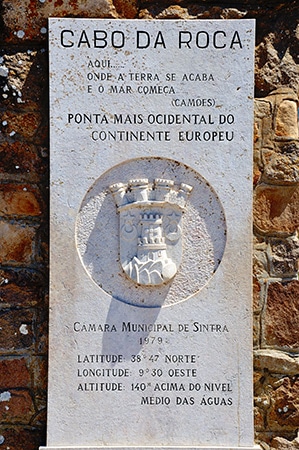 CABO DA ROCA
AQUI.....
ONDE A TERRA SE ACABA
E O MAR COMEÇA....
(CAMÕES)
PONTA MAIS OCIDENTAL DO
CONTINENTE EUROPEU
CAMARA MUNICIPAL DE SINTRA
1979
LATITUDE: 38° 47' NORTE
LONGITUDE: 9° 30' OESTE
ALTITUDE: 140M ACIMA DO NIVEL
MEDIO DAS ÁGUAS